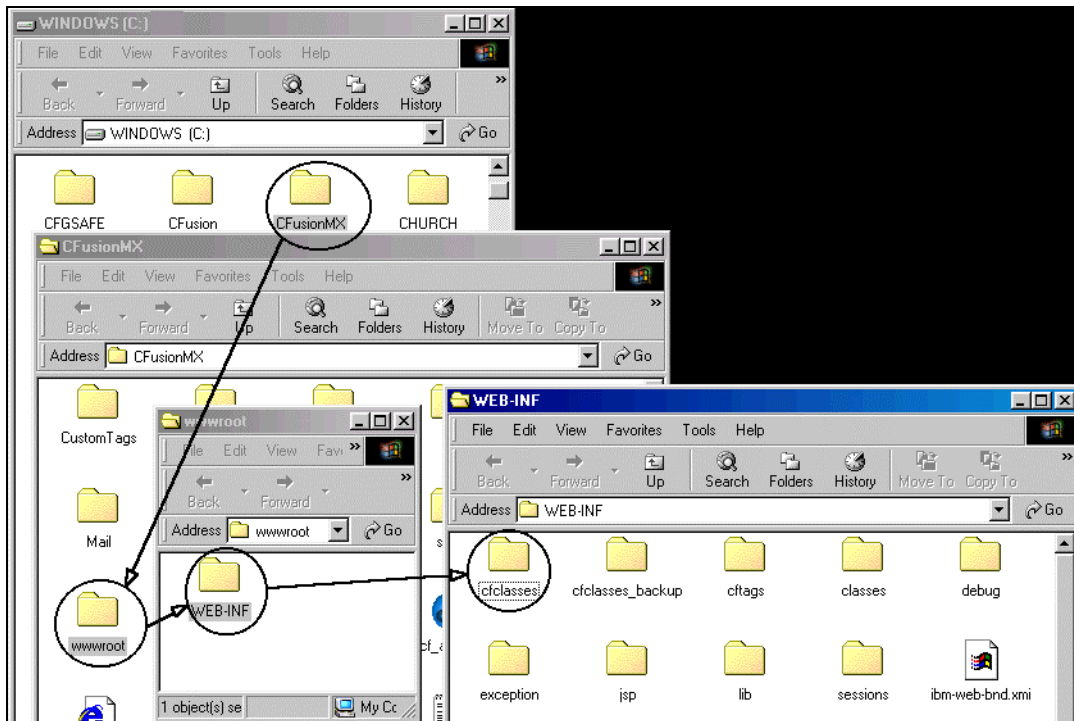 WINDOWS (C:)
File Edit View Favorites Tools Help
Back Forward Up Search Folders History »
Address WINDOWS (C:) Go
CFGSAFE CFusion CFusionMX CHURCH
CFusionMX
File Edit View Favorites Tools Help
Back Forward Up Search Folders History Move To Copy To »
Address CFusionMX Go
CustomTags
Mail
wwwroot
wwwroot
File Edit View Fav »
Back Forward »
Address wwwroot Go
WEB-INF
1 object(s) se My Cc
WEB-INF
File Edit View Favorites Tools Help
Back Forward Up Search Folders History Move To Copy To »
Address WEB-INF Go
cfclasses cfclasses_backup cftags classes debug
exception jsp lib sessions ibm-web-bnd.xmi